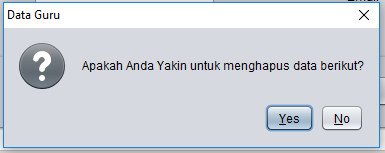 Data Guru
Apakah Anda Yakin untuk menghapus data berikut?
Yes No